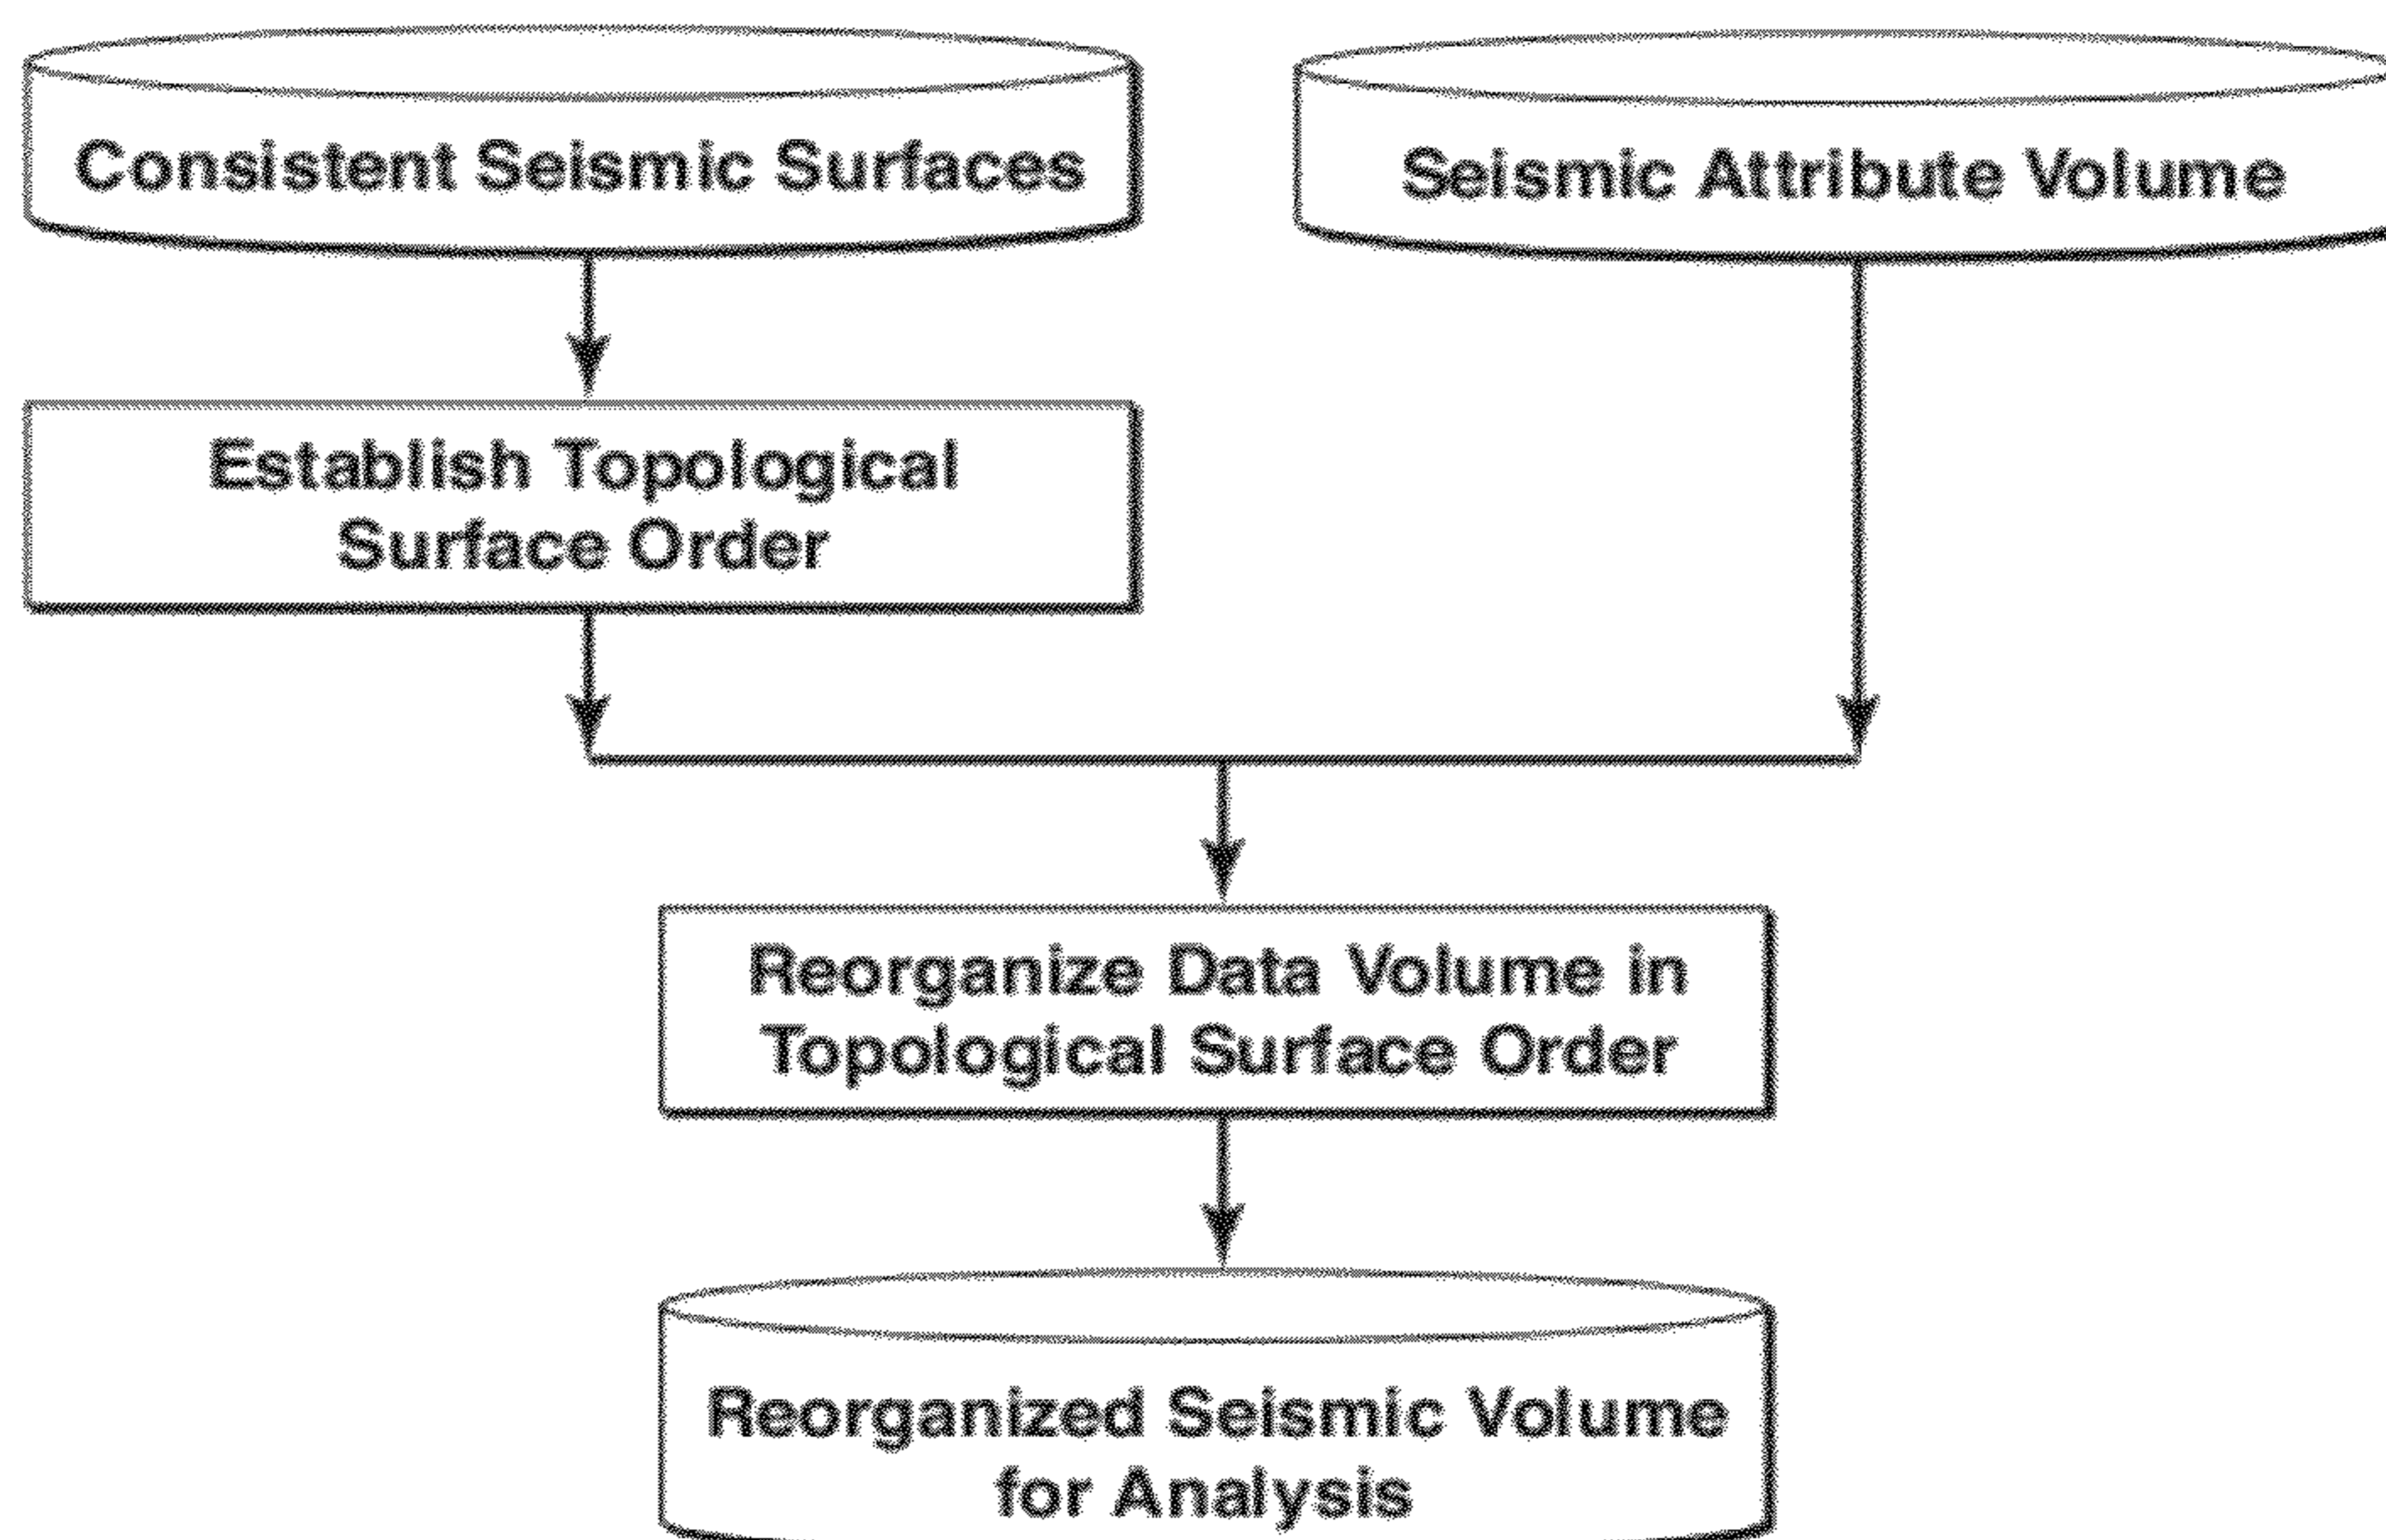 Consistent Seismic Surfaces
Seismic Attribute Volume
Establish Topological
Surface Order
Reorganize Data Volume in
Topological Surface Order
Reorganized Seismic Volume
for Analysis